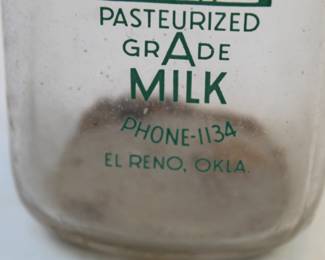 PASTEURIZED
GRADE
MILK
PHONE-1134
EL RENO, OKLA.